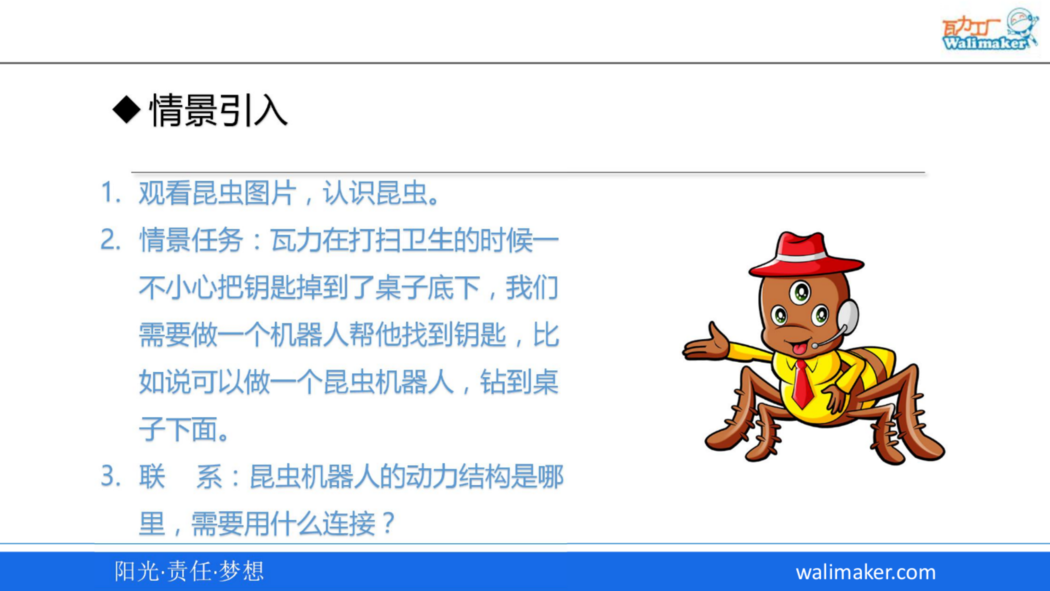 瓦力工厂
Walimaker
◆情景引入
1. 观看昆虫图片，认识昆虫。
2. 情景任务：瓦力在打扫卫生的时候一
不小心把钥匙掉到了桌子底下，我们
需要做一个机器人帮他找到钥匙，比
如说可以做一个昆虫机器人，钻到桌
子下面。
3. 联 系：昆虫机器人的动力结构是哪
里，需要用什么连接？
阳光·责任·梦想
walimaker.com